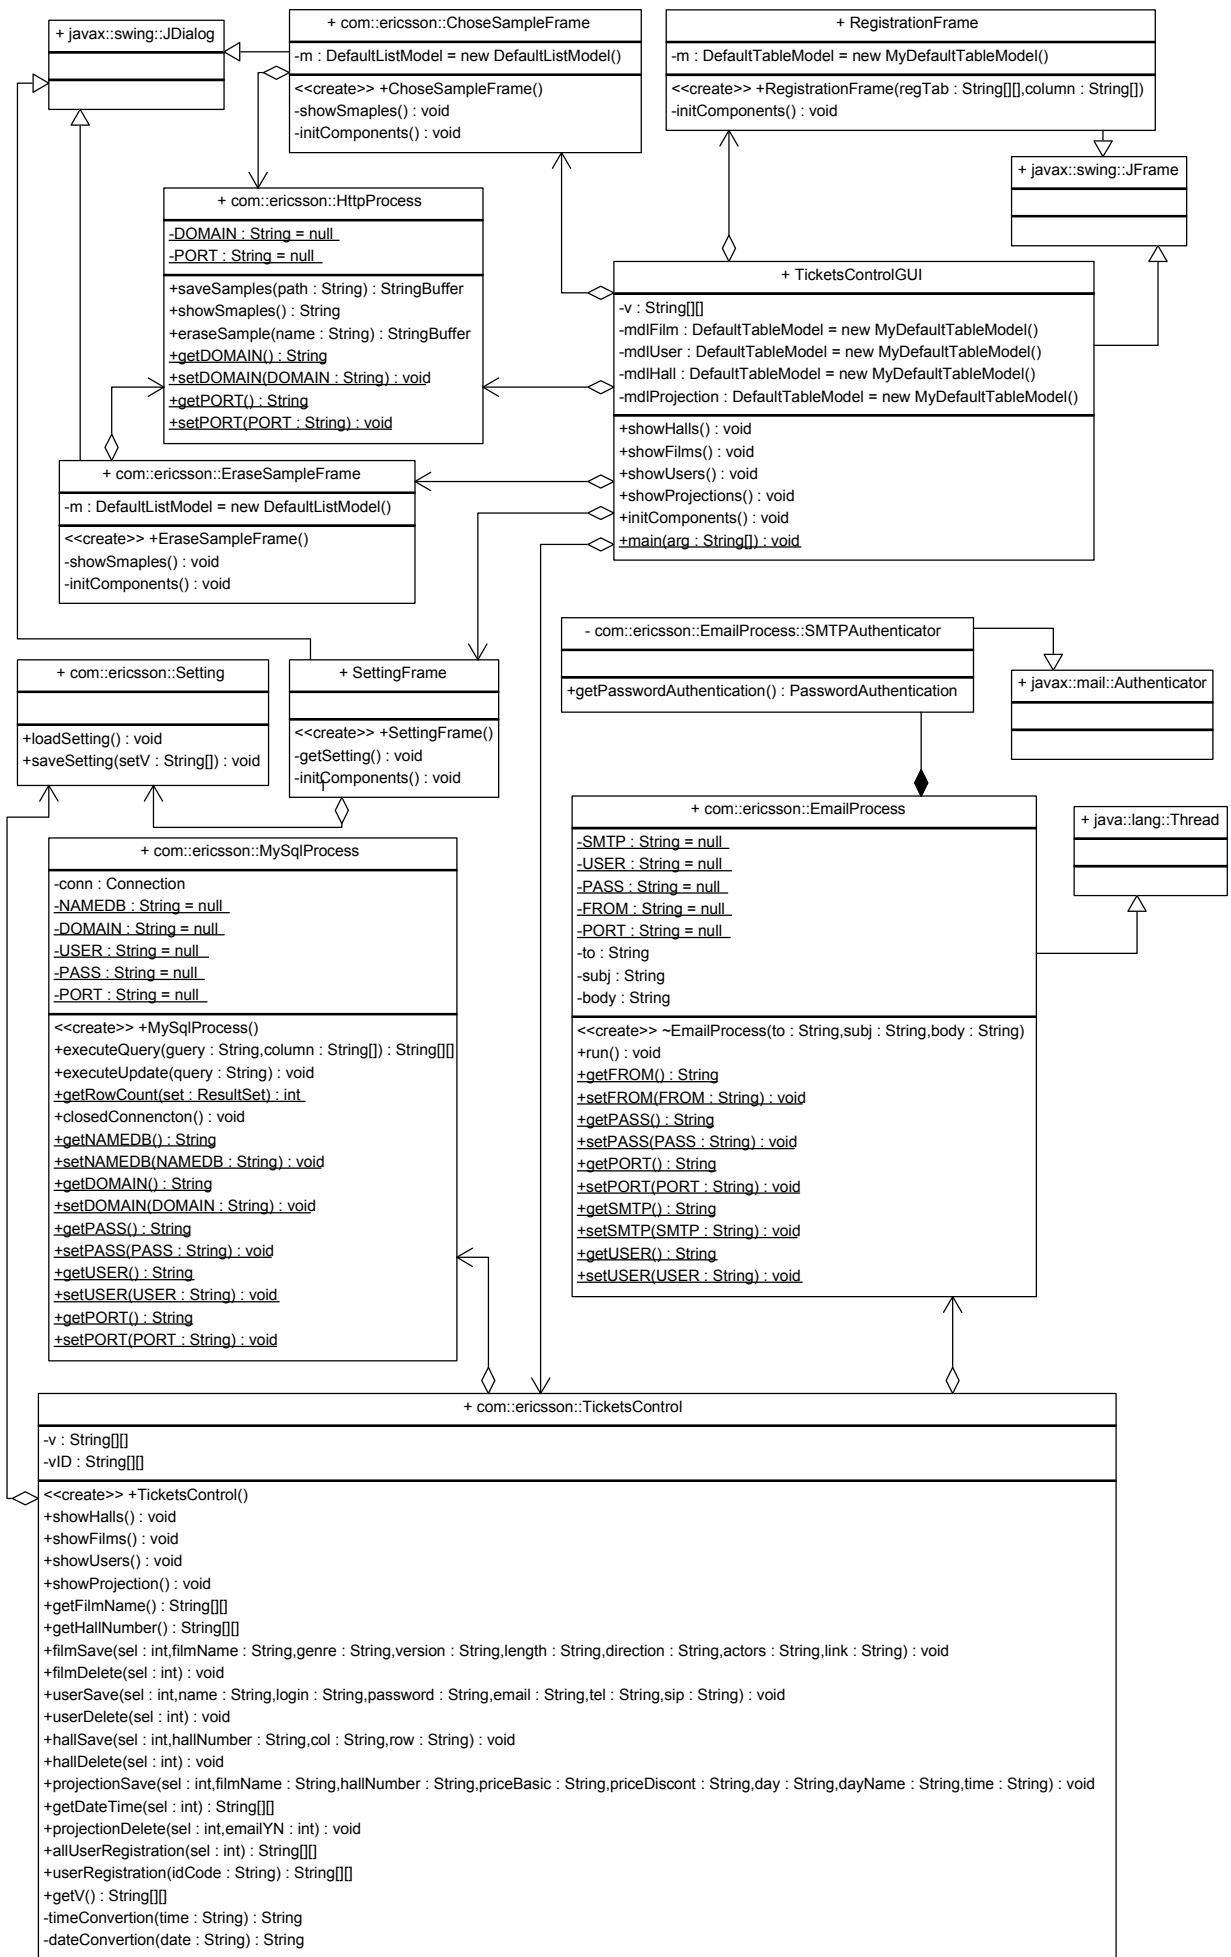 + javax::swing::JDialog
+ com::ericsson::ChoseSampleFrame
-m : DefaultListModel = new DefaultListModel()
<<create>> +ChoseSampleFrame()
-showSmaples() : void
-initComponents() : void
+ RegistrationFrame
-m : DefaultTableModel = new MyDefaultTableModel()
<<create>> +RegistrationFrame(regTab : String[][],column : String[])
-initComponents() : void
+ javax::swing::JFrame
+ com::ericsson::HttpProcess
-DOMAIN : String = null
-PORT : String = null
+saveSamples(path : String) : StringBuffer
+showSmaples() : String
+eraseSample(name : String) : StringBuffer
+getDOMAIN() : String
+setDOMAIN(DOMAIN : String) : void
+getPORT() : String
+setPORT(PORT : String) : void
+ TicketsControlGUI
-v : String[][]
-mdlFilm : DefaultTableModel = new MyDefaultTableModel()
-mdlUser : DefaultTableModel = new MyDefaultTableModel()
-mdlHall : DefaultTableModel = new MyDefaultTableModel()
-mdlProjection : DefaultTableModel = new MyDefaultTableModel()
+showHalls() : void
+showFilms() : void
+showUsers() : void
+showProjections() : void
+initComponents() : void
+main(arg : String[]) : void
+ com::ericsson::EraseSampleFrame
-m : DefaultListModel = new DefaultListModel()
<<create>> +EraseSampleFrame()
-showSmaples() : void
-initComponents() : void
- com::ericsson::EmailProcess::SMTPAuthenticator
+getPasswordAuthentication() : PasswordAuthentication
+ javax::mail::Authenticator
+ com::ericsson::Setting
+loadSetting() : void
+saveSetting(setV : String[]) : void
+ SettingFrame
<<create>> +SettingFrame()
-getSetting() : void
-initComponents() : void
+ com::ericsson::EmailProcess
-SMTP : String = null
-USER : String = null
-PASS : String = null
-FROM : String = null
-PORT : String = null
-to : String
-subj : String
-body : String
<<create>> ~EmailProcess(to : String,subj : String,body : String)
+run() : void
+getFROM() : String
+setFROM(FROM : String) : void
+getPASS() : String
+setPASS(PASS : String) : void
+getPORT() : String
+setPORT(PORT : String) : void
+getSMTP() : String
+setSMTP(SMTP : String) : void
+getUSER() : String
+setUSER(USER : String) : void
+ java::lang::Thread
+ com::ericsson::MySqlProcess
-conn : Connection
-NAMEDB : String = null
-DOMAIN : String = null
-USER : String = null
-PASS : String = null
-PORT : String = null
<<create>> +MySqlProcess()
+executeQuery(guery : String,column : String[]) : String[][]
+executeUpdate(query : String) : void
+getRowCount(set : ResultSet) : int
+closedConnencton() : void
+getNAMEDB() : String
+setNAMEDB(NAMEDB : String) : void
+getDOMAIN() : String
+setDOMAIN(DOMAIN : String) : void
+getPASS() : String
+setPASS(PASS : String) : void
+getUSER() : String
+setUSER(USER : String) : void
+getPORT() : String
+setPORT(PORT : String) : void
+ com::ericsson::TicketsControl
-v : String[][]
-vID : String[][]
<<create>> +TicketsControl()
+showHalls() : void
+showFilms() : void
+showUsers() : void
+showProjection() : void
+getFilmName() : String[][]
+getHallNumber() : String[][]
+filmSave(sel : int,filmName : String,genre : String,version : String,length : String,direction : String,actors : String,link : String) : void
+filmDelete(sel : int) : void
+userSave(sel : int,name : String,login : String,password : String,email : String,tel : String,sip : String) : void
+userDelete(sel : int) : void
+hallSave(sel : int,hallNumber : String,col : String,row : String) : void
+hallDelete(sel : int) : void
+projectionSave(sel : int,filmName : String,hallNumber : String,priceBasic : String,priceDiscont : String,day : String,dayName : String,time : String) : void
+getDateTime(sel : int) : String[][]
+projectionDelete(sel : int,emailYN : int) : void
+allUserRegistration(sel : int) : String[][]
+userRegistration(idCode : String) : String[][]
+getV() : String[][]
-timeConvertion(time : String) : String
-dateConvertion(date : String) : String